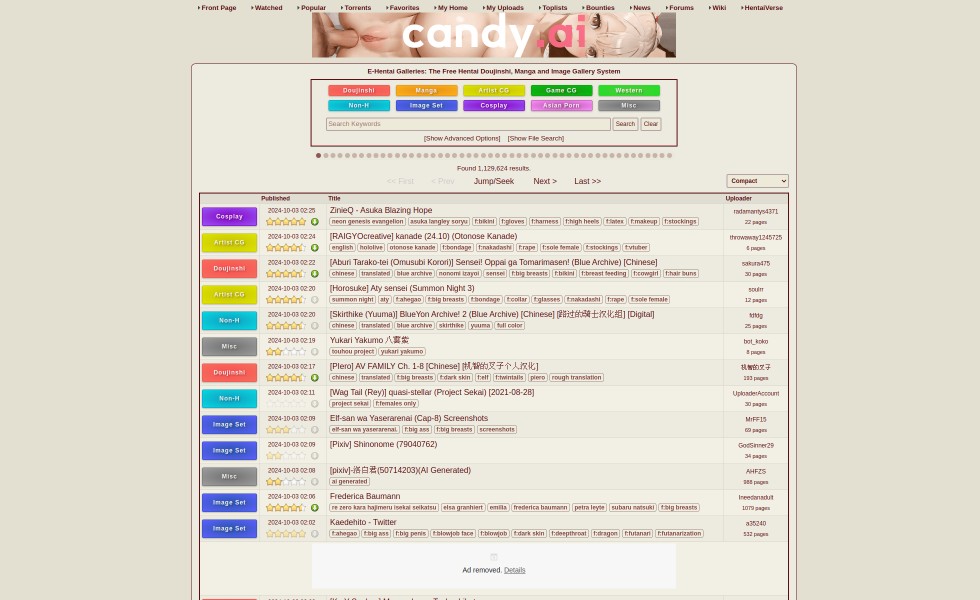 Front Page Watched Popular Torrents Favorites My Home My Uploads Toplists Bounties News Forums Wiki HentaiVerse
candy.ai
E-Hentai Galleries: The Free Hentai Doujinshi, Manga and Image Gallery System
Doujinshi Manga Artist CG Game CG Western
Non-H Image Set Cosplay Asian Porn Misc
Search Keywords Search Clear
[Show Advanced Options] [Show File Search]
Found 1,129,624 results.
<< First < Prev Jump/Seek Next > Last >> Compact
Published Title Uploader
Cosplay 2024-10-03 02:25 ZinieQ - Asuka Blazing Hope radamantys4371
neon genesis evangelion asuka langley soryu f:bikini f:gloves f:harness f:high heels f:latex f:makeup f:stockings 22 pages
Artist CG 2024-10-03 02:24 [RAIGYOcreative] kanade (24.10) (Otonose Kanade) throwaway1245725
english hololive otonose kanade f:bondage f:nakadashi f:rape f:sole female f:stockings f:vtuber 6 pages
Doujinshi 2024-10-03 02:22 [Aburi Tarako-tei (Omusubi Korori)] Sensei! Oppai ga Tomarimasen! (Blue Archive) [Chinese] sakura475
chinese translated blue archive nonomi izayoi sensei f:big breasts f:bikini f:breast feeding f:cowgirl f:hair buns 30 pages
Artist CG 2024-10-03 02:20 [Horosuke] Aty sensei (Summon Night 3) soulrr
summon night aty f:ahegao f:big breasts f:bondage f:collar f:glasses f:nakadashi f:rape f:sole female 12 pages
Non-H 2024-10-03 02:20 [Skirthike (Yuuma)] BlueYon Archive! 2 (Blue Archive) [Chinese] [路过的骑士汉化组] [Digital] fdfdg
chinese translated blue archive skirthike yuuma full color 25 pages
Misc 2024-10-03 02:19 Yukari Yakumo 八雲紫 bot_koko
touhou project yukari yakumo 8 pages
Doujinshi 2024-10-03 02:17 [Piero] AV FAMILY Ch. 1-8 [Chinese] [机智的叉子个人汉化] 机智的叉子
chinese translated f:big breasts f:dark skin f:elf f:twintails piero rough translation 193 pages
Non-H 2024-10-03 02:11 [Wag Tail (Rey)] quasi-stellar (Project Sekai) [2021-08-28] UploaderAccount
project sekai f:females only 30 pages
Image Set 2024-10-03 02:09 Elf-san wa Yaserarenai (Cap-8) Screenshots MrFF15
elf-san wa yaserarenai. f:big ass f:big breasts screenshots 69 pages
Image Set 2024-10-03 02:09 [Pixiv] Shinonome (79040762) GodSinner29
34 pages
Misc 2024-10-03 02:08 [pixiv]-洛白君(50714203)(AI Generated) AHFZS
ai generated 988 pages
Image Set 2024-10-03 02:06 Frederica Baumann Ineedanadult
re zero kara hajimeru isekai seikatsu elsa granhiert emilia frederica baumann petra leyte subaru natsuki f:big breasts 1079 pages
Image Set 2024-10-03 02:02 Kaedehito - Twitter a35240
f:ahegao f:big ass f:big penis f:blowjob face f:blowjob f:dark skin f:deepthroat f:dragon f:futanari f:futanarization 532 pages
Ad removed. Details